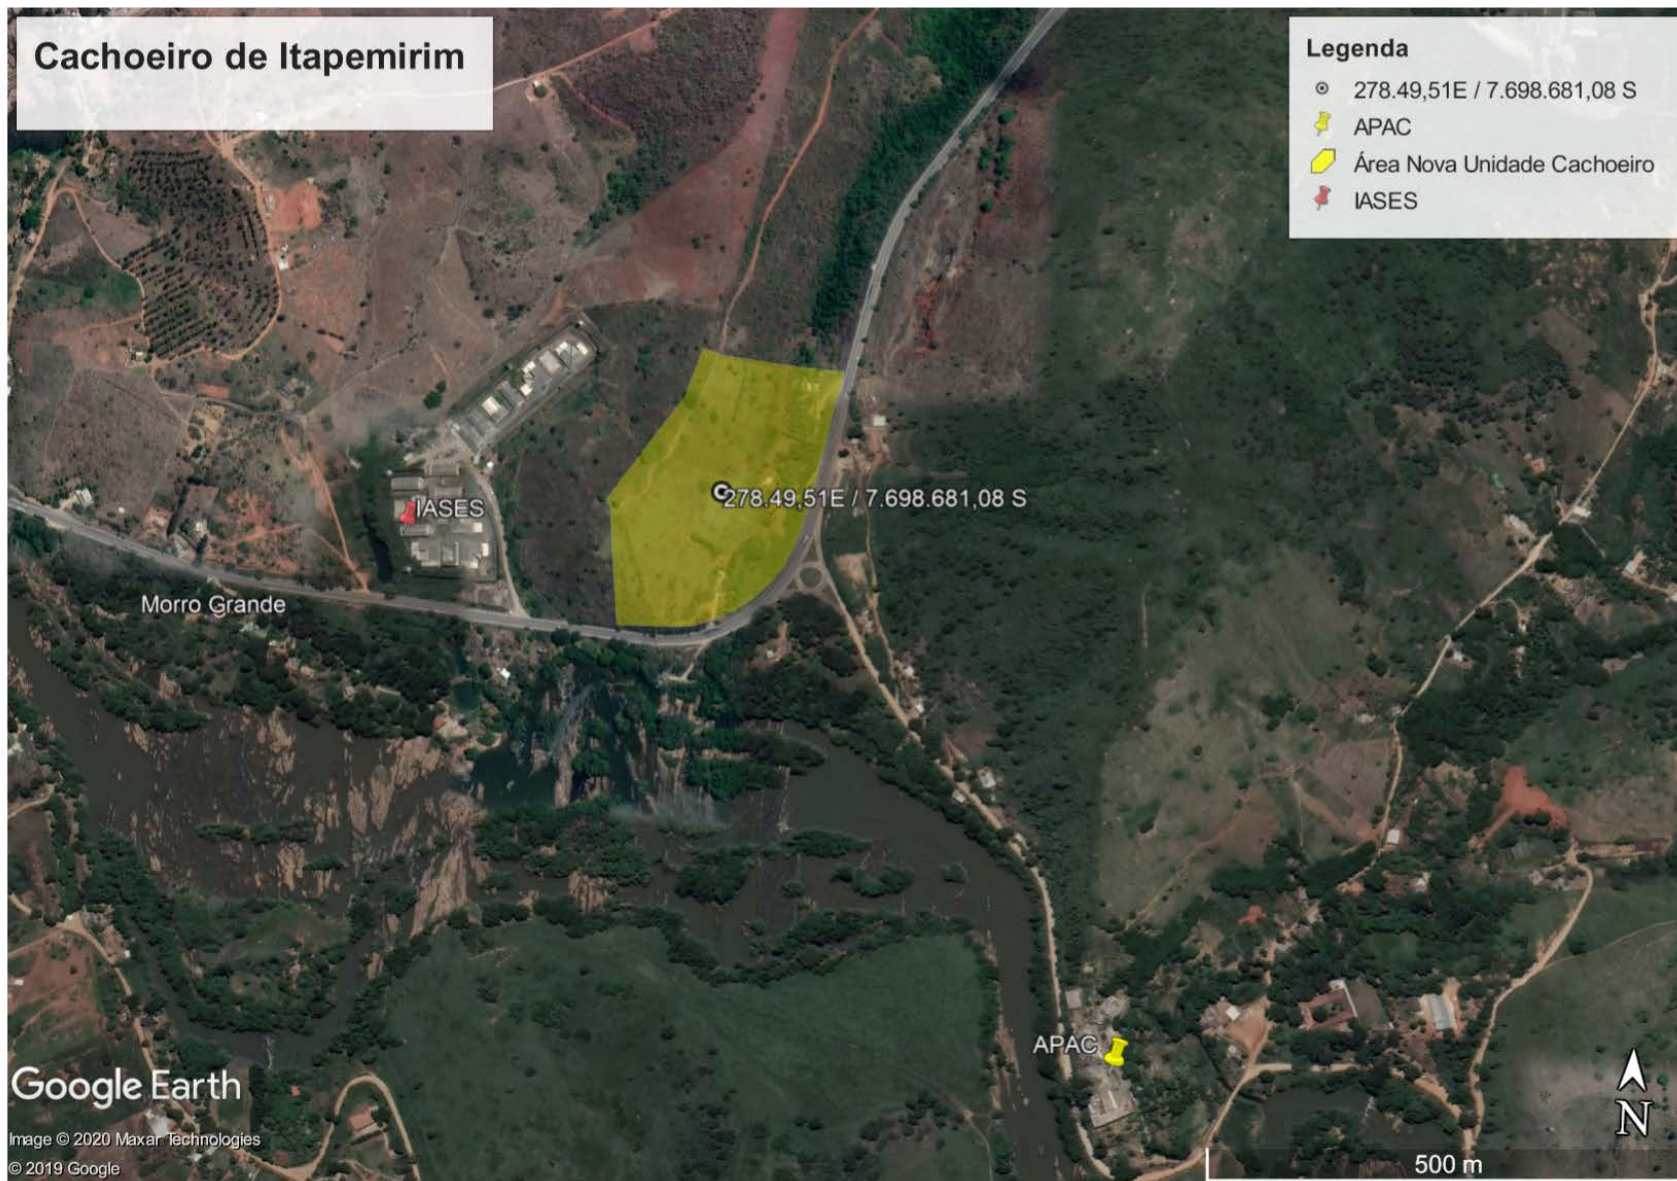 Cachoeiro de Itapemirim
Legenda
278.49,51E / 7.698.681,08 S
APAC
Área Nova Unidade Cachoeiro
IASES
278.49,51E / 7.698.681,08 S
IASES
Morro Grande
APAC
Google Earth
Image © 2020 Maxar Technologies
© 2019 Google
N
500 m